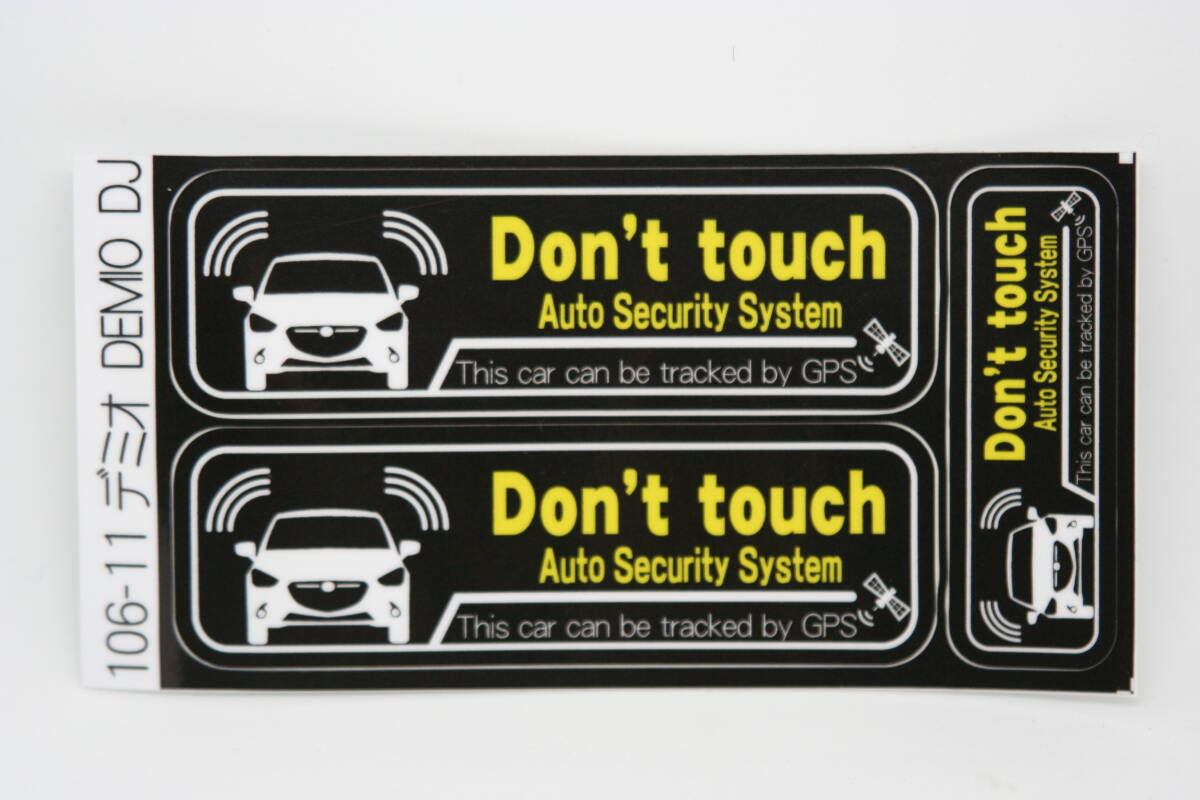 106-11 デミオ DEMIO DJ
Don't touch
Auto Security System
This car can be tracked by GPS
Don't touch
Auto Security System
This car can be tracked by GPS
Don't touch
Auto Security System
This car can be tracked by GPS